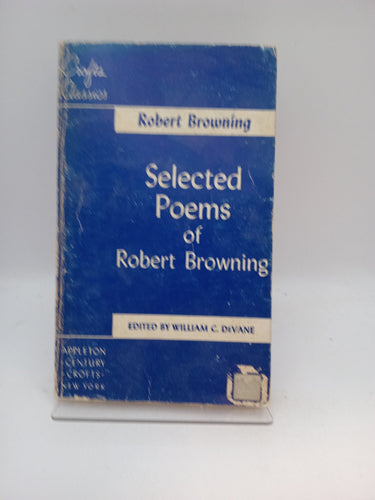 Crofts
Classics
Robert Browning
Selected
Poems
of
Robert Browning
EDITED BY WILLIAM C. DEVANE
APPLETON
CENTURY
CROFTS·
NEW YORK